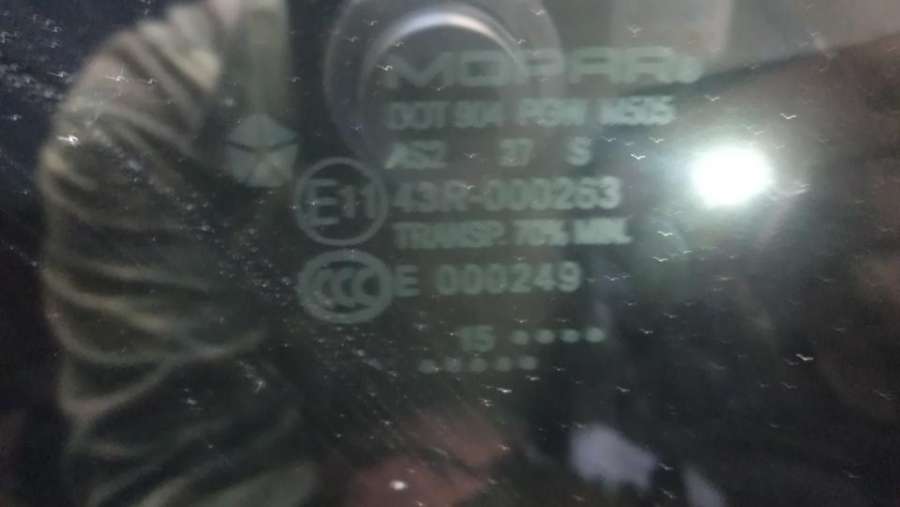 MOPAR®
DOT 904 PGW M505
AS2 37 S
E11 43R-000263
TRANSP. 70% MIN.
CCC E 000249
15 • • • •
• • • • •